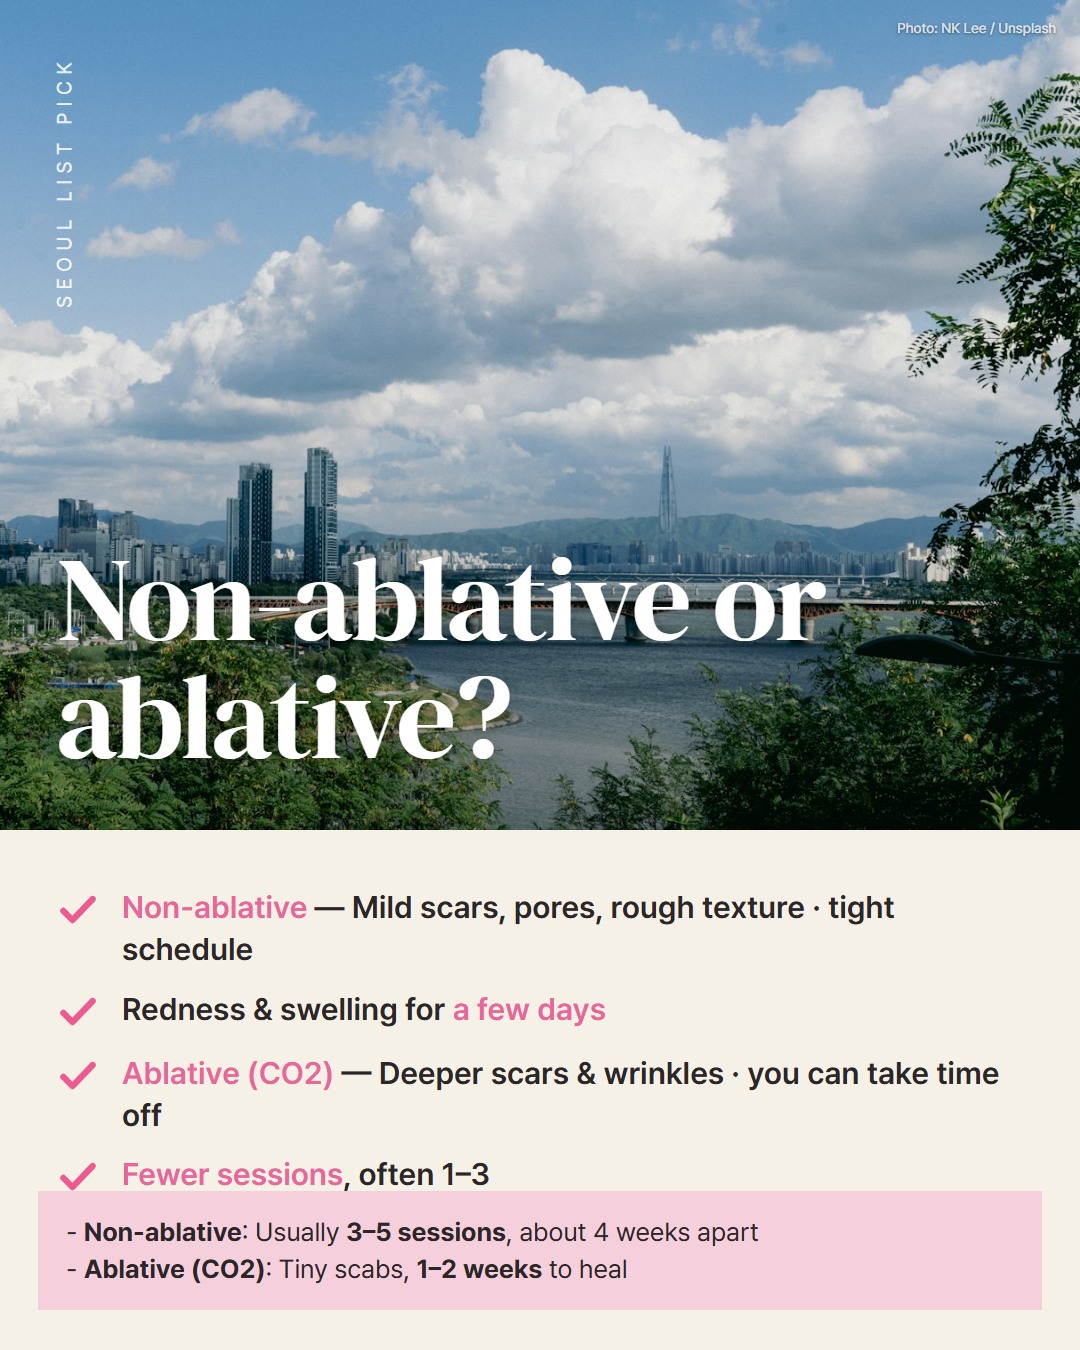 Photo: NK Lee / Unsplash
SEOUL LIST PICK
Non-ablative or
ablative?
Non-ablative — Mild scars, pores, rough texture · tight
schedule
Redness & swelling for a few days
Ablative (CO2) — Deeper scars & wrinkles · you can take time
off
Fewer sessions, often 1–3
- Non-ablative: Usually 3–5 sessions, about 4 weeks apart
- Ablative (CO2): Tiny scabs, 1–2 weeks to heal